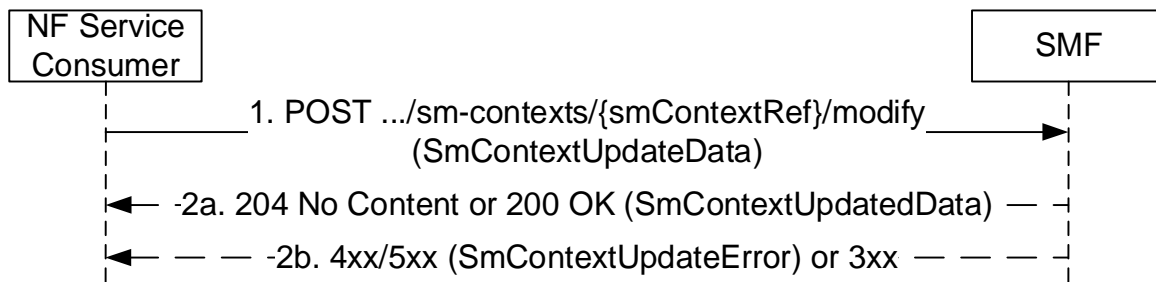 NF Service
Consumer
SMF
1. POST .../sm-contexts/{smContextRef}/modify
(SmContextUpdateData)
2a. 204 No Content or 200 OK (SmContextUpdatedData)
2b. 4xx/5xx (SmContextUpdateError) or 3xx